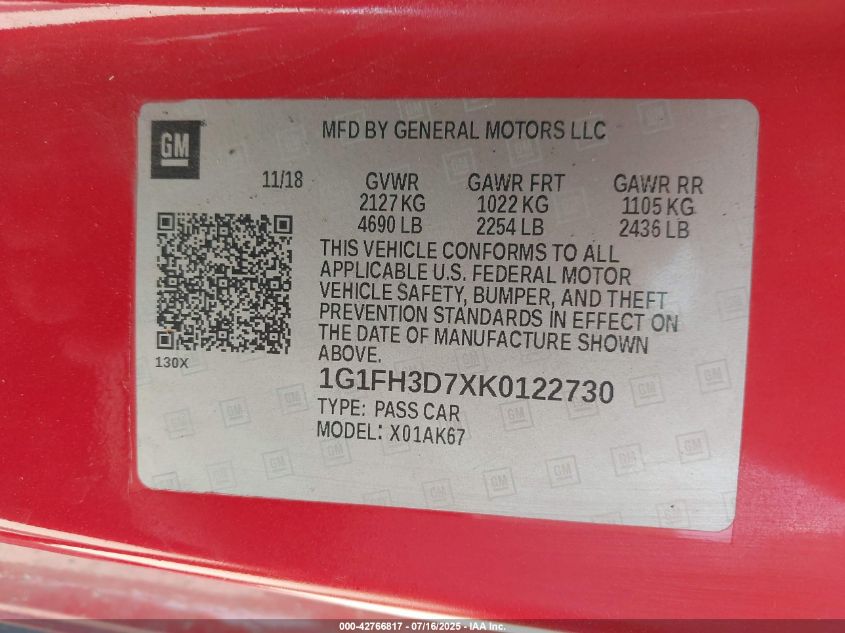 MFD BY GENERAL MOTORS LLC
GM
11/18
GVWR GAWR FRT GAWR RR
2127 KG 1022 KG 1105 KG
4690 LB 2254 LB 2436 LB
THIS VEHICLE CONFORMS TO ALL
APPLICABLE U.S. FEDERAL MOTOR
VEHICLE SAFETY, BUMPER, AND THEFT
PREVENTION STANDARDS IN EFFECT ON
THE DATE OF MANUFACTURE SHOWN
ABOVE.
130X
1G1FH3D7XK0122730
TYPE: PASS CAR
MODEL: X01AK67
000-42766817 - 07/16/2025 - IAA Inc.